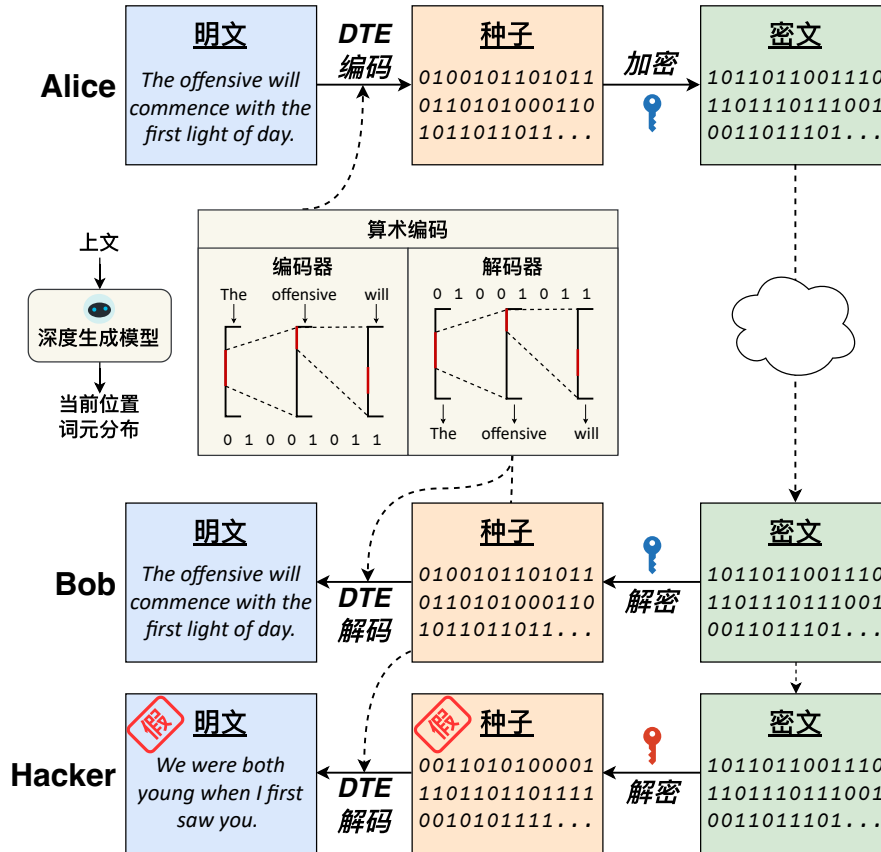 明文
DTE
编码
种子
加密
密文
Alice
The offensive will
commence with the
first light of day.
0100101101011
0110101000110
1011011011...
1011011001110
1101110111001
0011011101...
算术编码
上文
深度生成模型
当前位置
词元分布
编码器
The offensive will
0 1 0 0 1 0 1 1
解码器
0 1 0 0 1 0 1 1
The offensive will
Bob
明文
The offensive will
commence with the
first light of day.
DTE
解码
种子
0100101101011
0110101000110
1011011011...
解密
密文
1011011001110
1101110111001
0011011101...
Hacker
假
明文
We were both
young when I first
saw you.
DTE
解码
假
种子
0011010100001
1101101101111
0010101111...
解密
密文
1011011001110
1101110111001
0011011101...